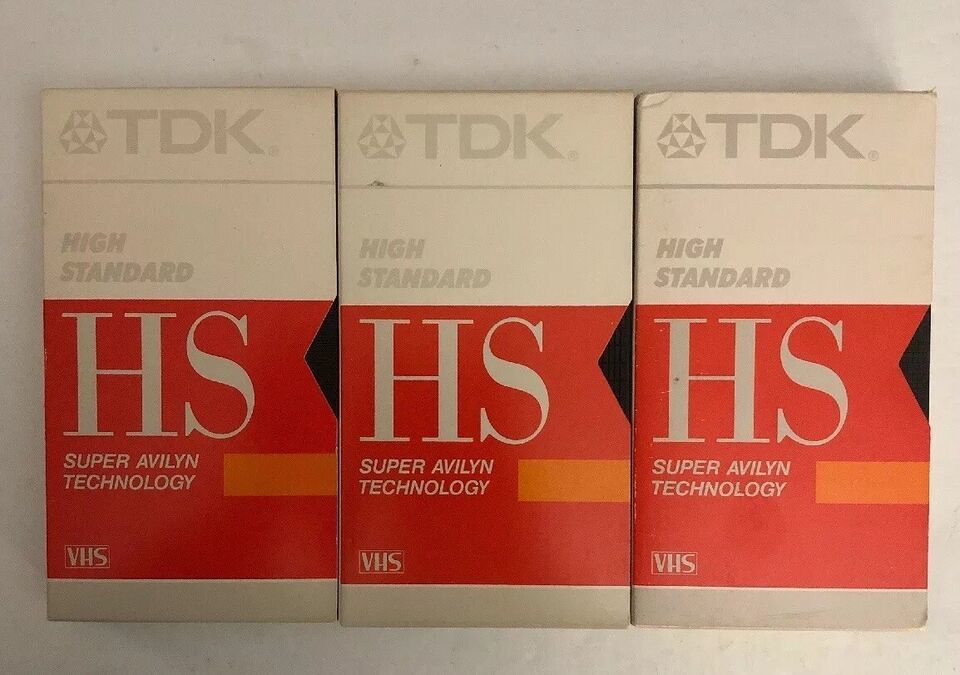 TDK®
HIGH
STANDARD
HS
SUPER AVILYN
TECHNOLOGY
VHS
TDK®
HIGH
STANDARD
HS
SUPER AVILYN
TECHNOLOGY
VHS
TDK®
HIGH
STANDARD
HS
SUPER AVILYN
TECHNOLOGY
VHS